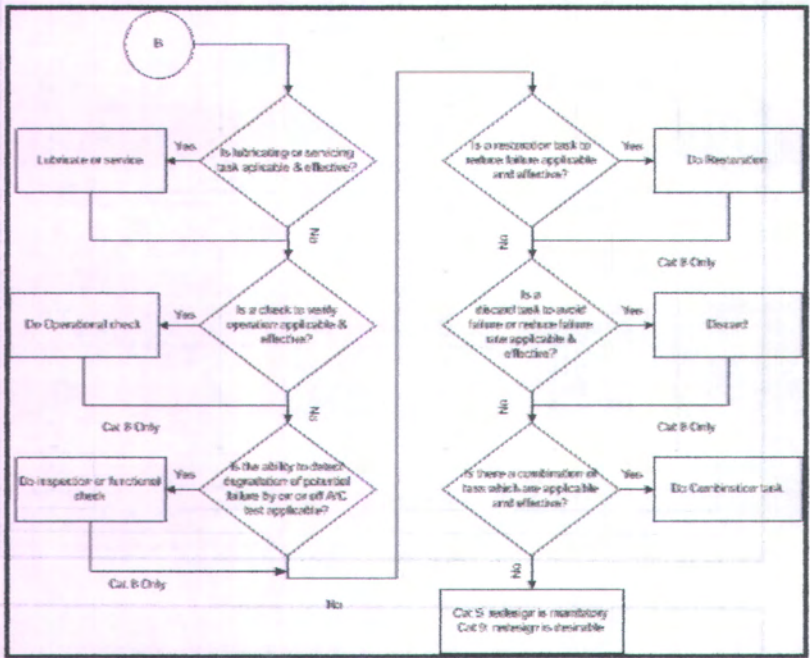 B
Is lubricating or servicing
task aplicable & effective?
Yes
Lubricate or service
No
Is a check to verify
operation applicable &
effective?
Yes
Do Operational check
Cat 8 Only
No
Is the ability to detect
degradation of potential
failure by on or off A/C
test applicable?
Yes
Do inspection or functional
check
Cat 8 Only
No
Is a restoration task to
reduce failure applicable
and effective?
Yes
Do Restoration
Cat 8 Only
No
Is a
discard task to avoid
failure or reduce failure
rate applicable &
effective?
Yes
Discard
Cat 8 Only
No
Is there a combination of
task which are applicable
and effective?
Yes
Do Combination task
No
Cat 5: redesign is mandatory
Cat 9: redesign is desirable